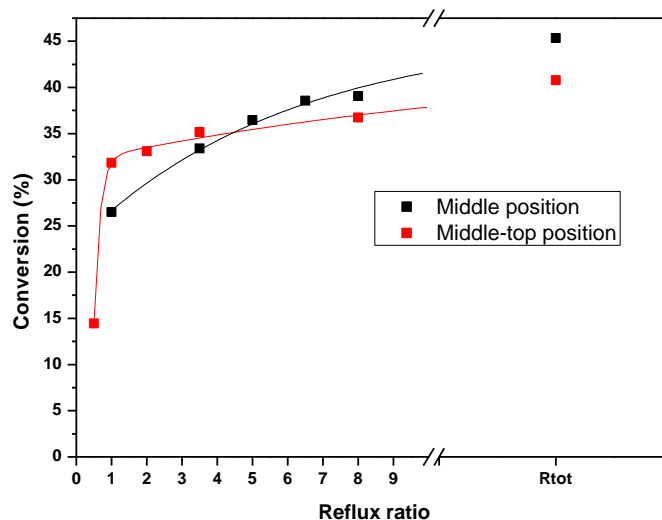 45
40
35
30
25
20
15
10
5
0
Conversion (%)
Middle position
Middle-top position
0 1 2 3 4 5 6 7 8 9 Rtot
Reflux ratio